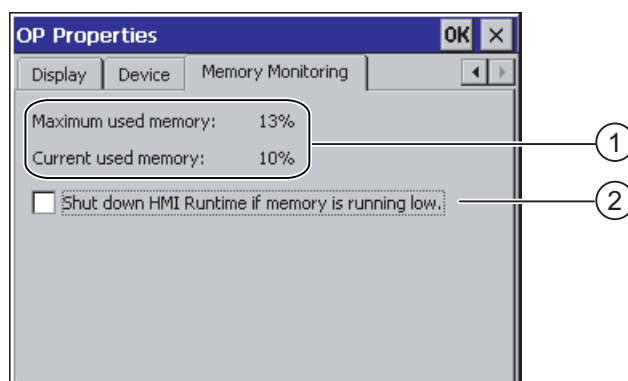 OP Properties OK ×
Display Device Memory Monitoring
Maximum used memory: 13% 1
Current used memory: 10%
Shut down HMI Runtime if memory is running low. 2